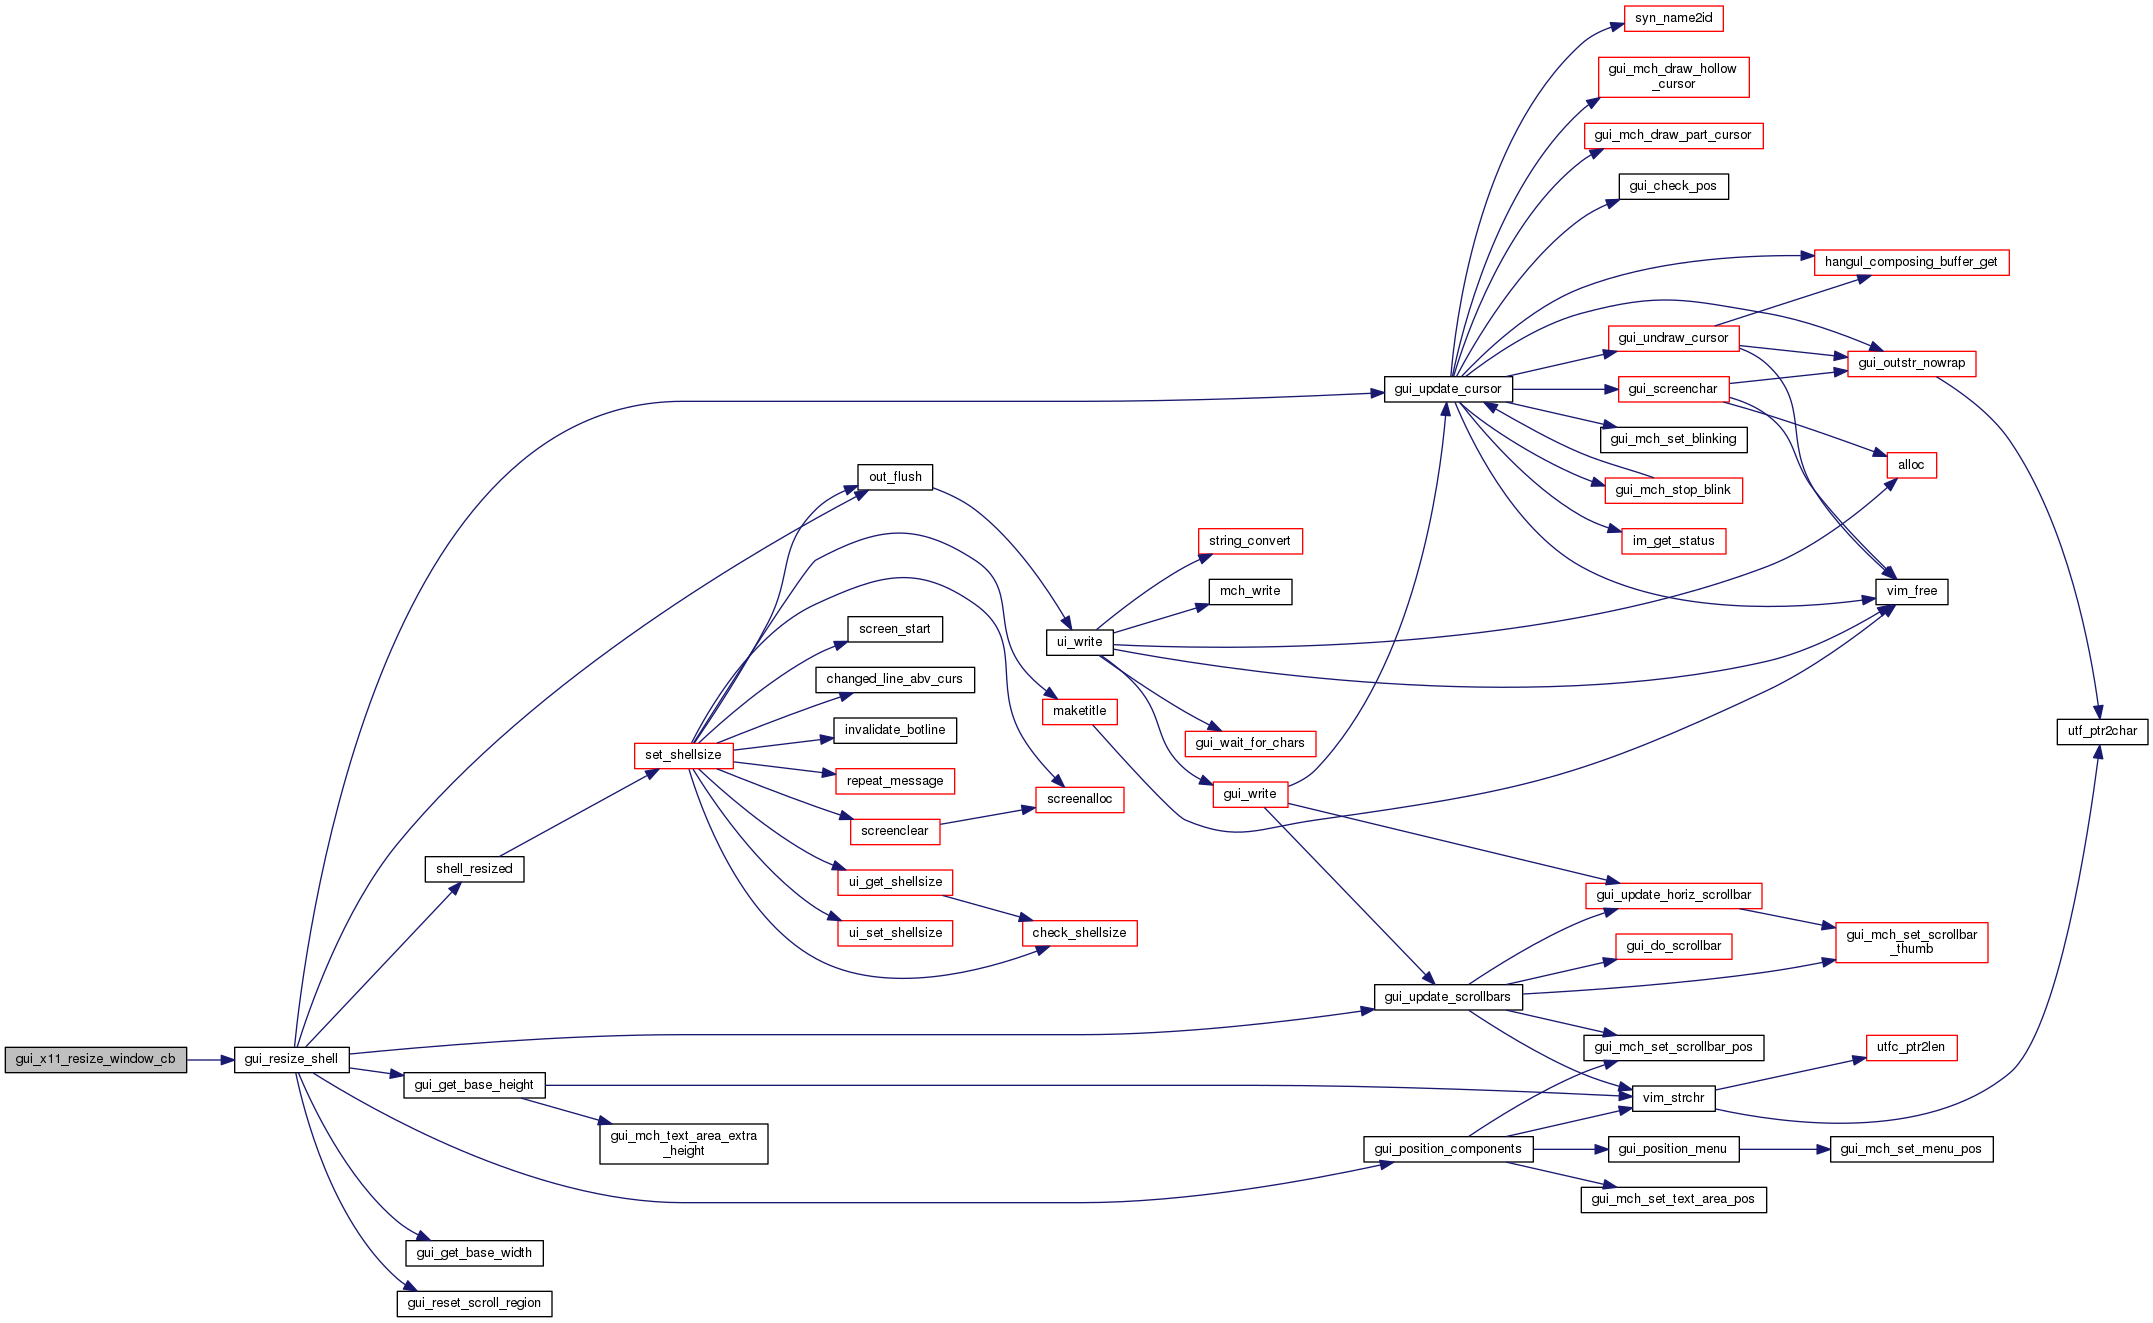 syn_name2id
gui_mch_draw_hollow
_cursor
gui_mch_draw_part_cursor
gui_check_pos
hangul_composing_buffer_get
gui_undraw_cursor
gui_outstr_nowrap
gui_update_cursor
gui_screenchar
gui_mch_set_blinking
alloc
out_flush
gui_mch_stop_blink
string_convert
im_get_status
mch_write
vim_free
screen_start
ui_write
changed_line_abv_curs
maketitle
invalidate_botline
utf_ptr2char
set_shellsize
gui_wait_for_chars
repeat_message
gui_write
screenalloc
screenclear
shell_resized
ui_get_shellsize
gui_update_horiz_scrollbar
ui_set_shellsize
check_shellsize
gui_mch_set_scrollbar
_thumb
gui_do_scrollbar
gui_update_scrollbars
gui_mch_set_scrollbar_pos
utfc_ptr2len
gui_x11_resize_window_cb
gui_resize_shell
gui_get_base_height
vim_strchr
gui_mch_text_area_extra
_height
gui_position_components
gui_position_menu
gui_mch_set_menu_pos
gui_mch_set_text_area_pos
gui_get_base_width
gui_reset_scroll_region